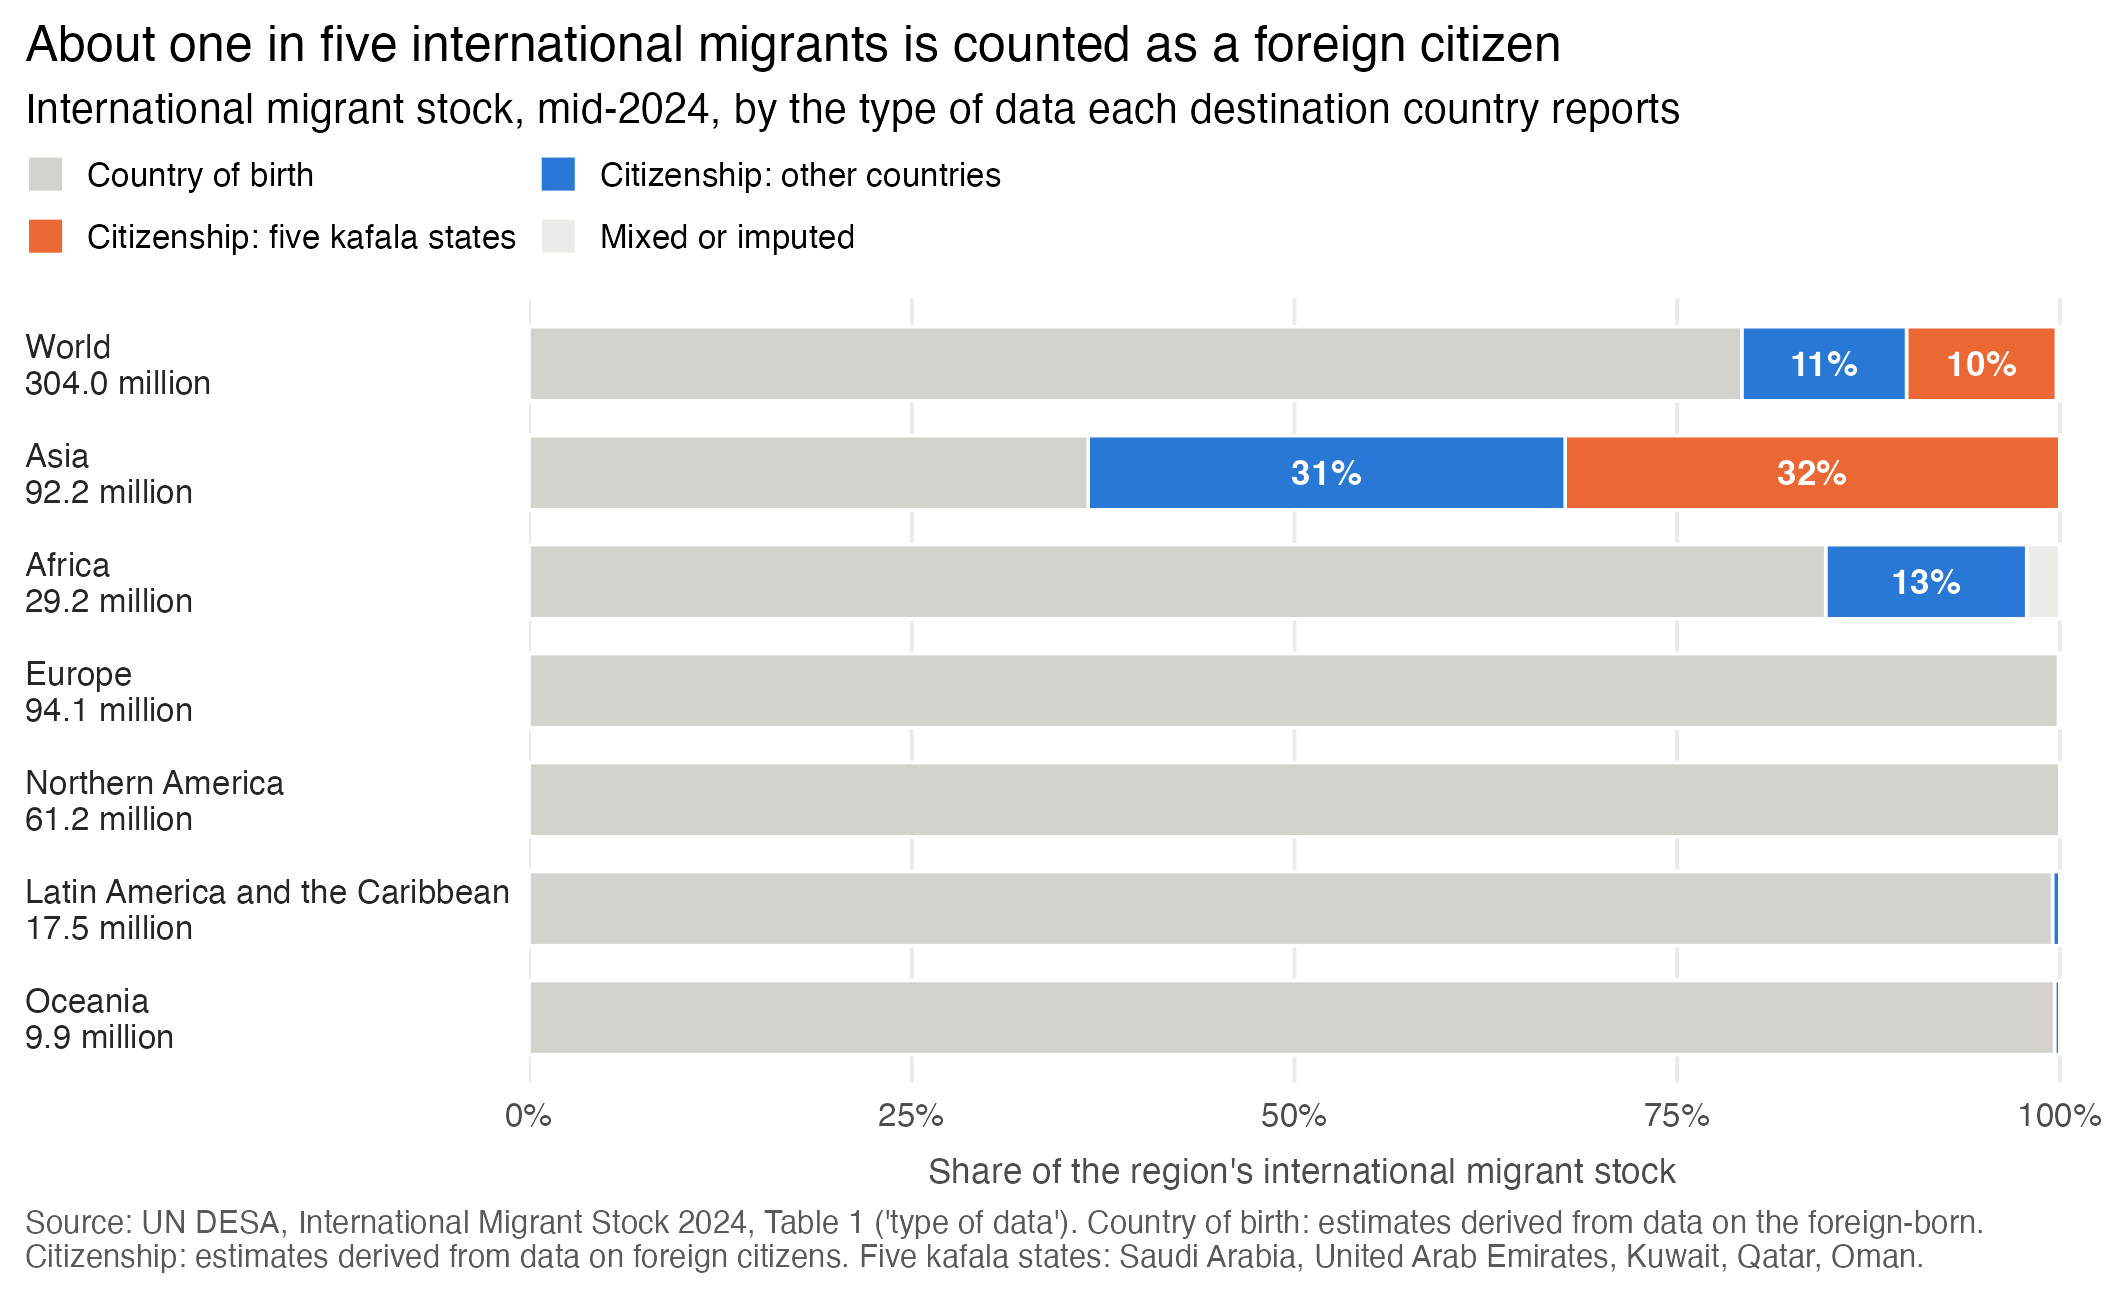 About one in five international migrants is counted as a foreign citizen
International migrant stock, mid-2024, by the type of data each destination country reports
Country of birth
Citizenship: other countries
Citizenship: five kafala states
Mixed or imputed
World
304.0 million
11%
10%
Asia
92.2 million
31%
32%
Africa
29.2 million
13%
Europe
94.1 million
Northern America
61.2 million
Latin America and the Caribbean
17.5 million
Oceania
9.9 million
0%
25%
50%
75%
100%
Share of the region's international migrant stock
Source: UN DESA, International Migrant Stock 2024, Table 1 ('type of data'). Country of birth: estimates derived from data on the foreign-born.
Citizenship: estimates derived from data on foreign citizens. Five kafala states: Saudi Arabia, United Arab Emirates, Kuwait, Qatar, Oman.